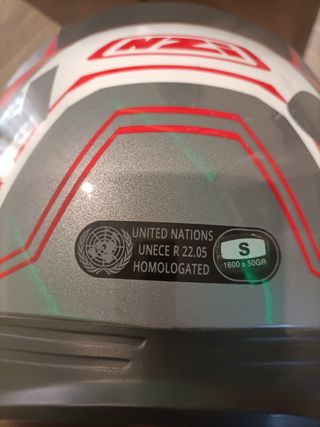 NZI
UNITED NATIONS
UNECE R 22.05
HOMOLOGATED
S
1600 ± 50GR